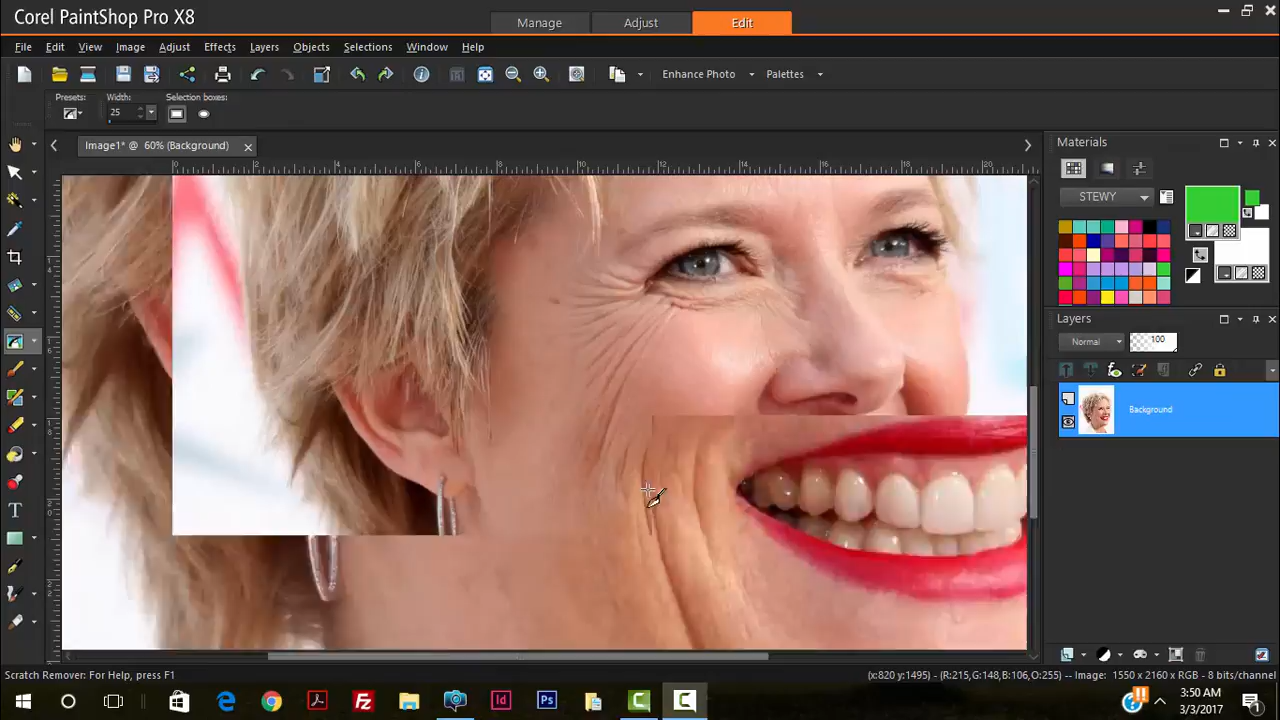 Corel PaintShop Pro X8
Manage Adjust Edit
File Edit View Image Adjust Effects Layers Objects Selections Window Help
Enhance Photo Palettes
Presets: Width: Selection boxes:
25
Image1* @ 60% (Background)
Materials
STEWY
Layers
Normal 100
Background
Scratch Remover: For Help, press F1
(x:820 y:1495) - (R:215,G:148,B:106,O:255) -- Image: 1550 x 2160 x RGB - 8 bits/channel
3:50 AM
3/3/2017